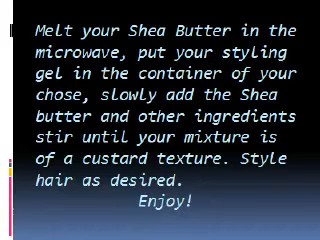 Melt your Shea Butter in the
microwave, put your styling
gel in the container of your
chose, slowly add the Shea
butter and other ingredients
stir until your mixture is
of a custard texture. Style
hair as desired.
Enjoy!